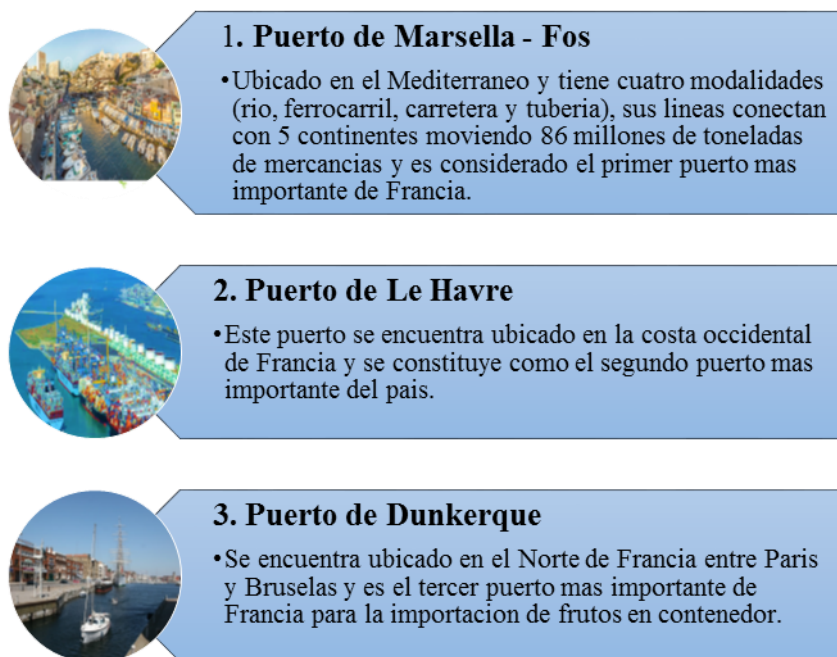 1. Puerto de Marsella - Fos
•Ubicado en el Mediterraneo y tiene cuatro modalidades
(rio, ferrocarril, carretera y tuberia), sus lineas conectan
con 5 continentes moviendo 86 millones de toneladas
de mercancias y es considerado el primer puerto mas
importante de Francia.
2. Puerto de Le Havre
•Este puerto se encuentra ubicado en la costa occidental
de Francia y se constituye como el segundo puerto mas
importante del pais.
3. Puerto de Dunkerque
•Se encuentra ubicado en el Norte de Francia entre Paris
y Bruselas y es el tercer puerto mas importante de
Francia para la importacion de frutos en contenedor.